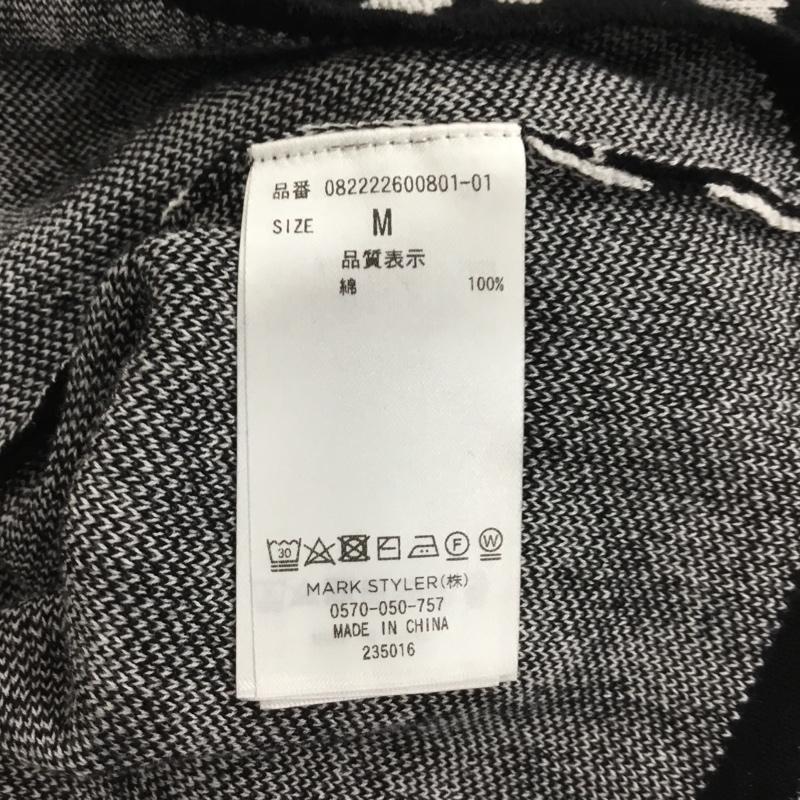 品番 082222600801-01
SIZE M
品質表示
綿 100%
30 F W
MARK STYLER(株)
0570-050-757
MADE IN CHINA
235016